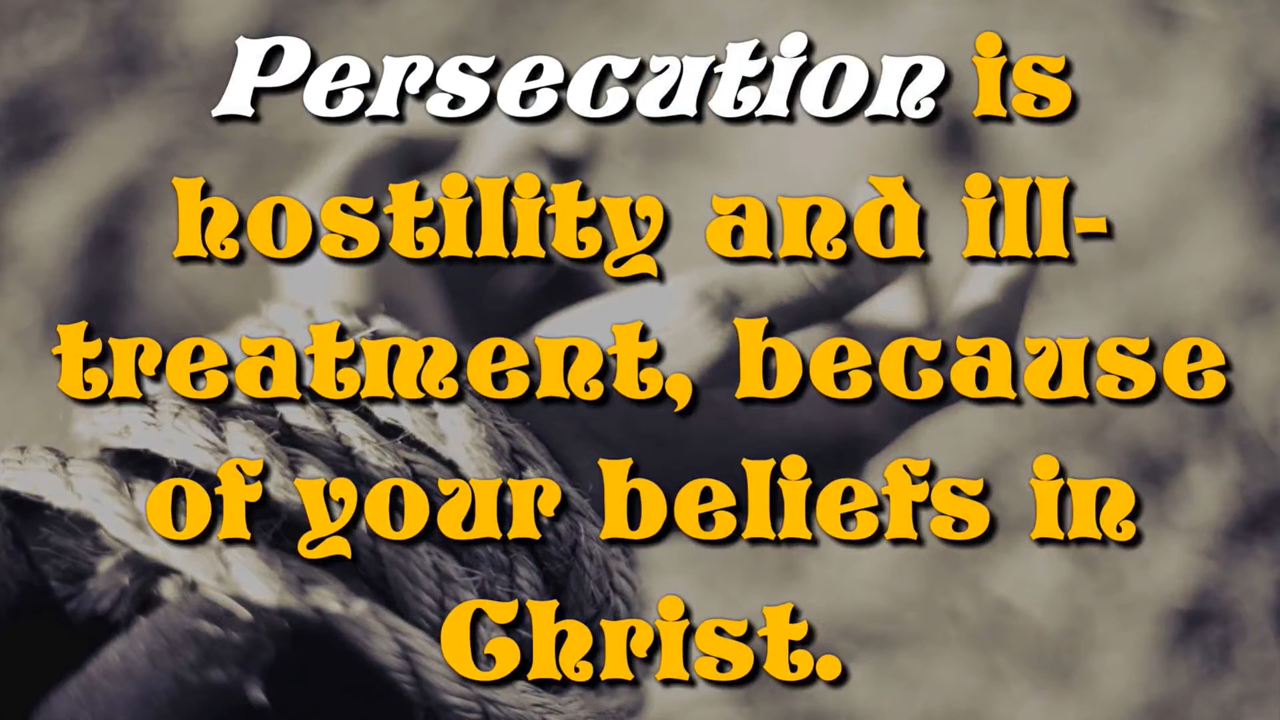 Persecution is
hostility and ill-
treatment, because
of your beliefs in
Christ.